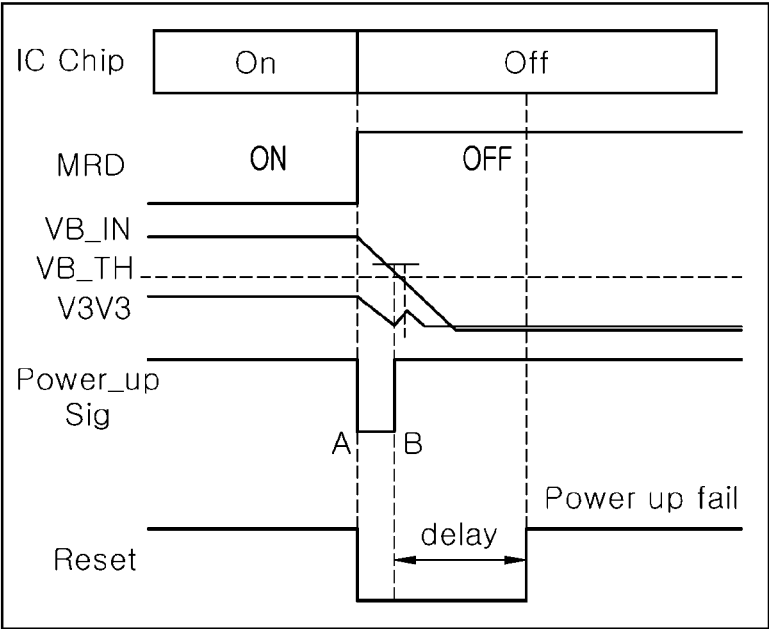 IC Chip On Off
MRD ON OFF
VB_IN
VB_TH
V3V3
Power_up
Sig
A B
Power up fail
delay
Reset